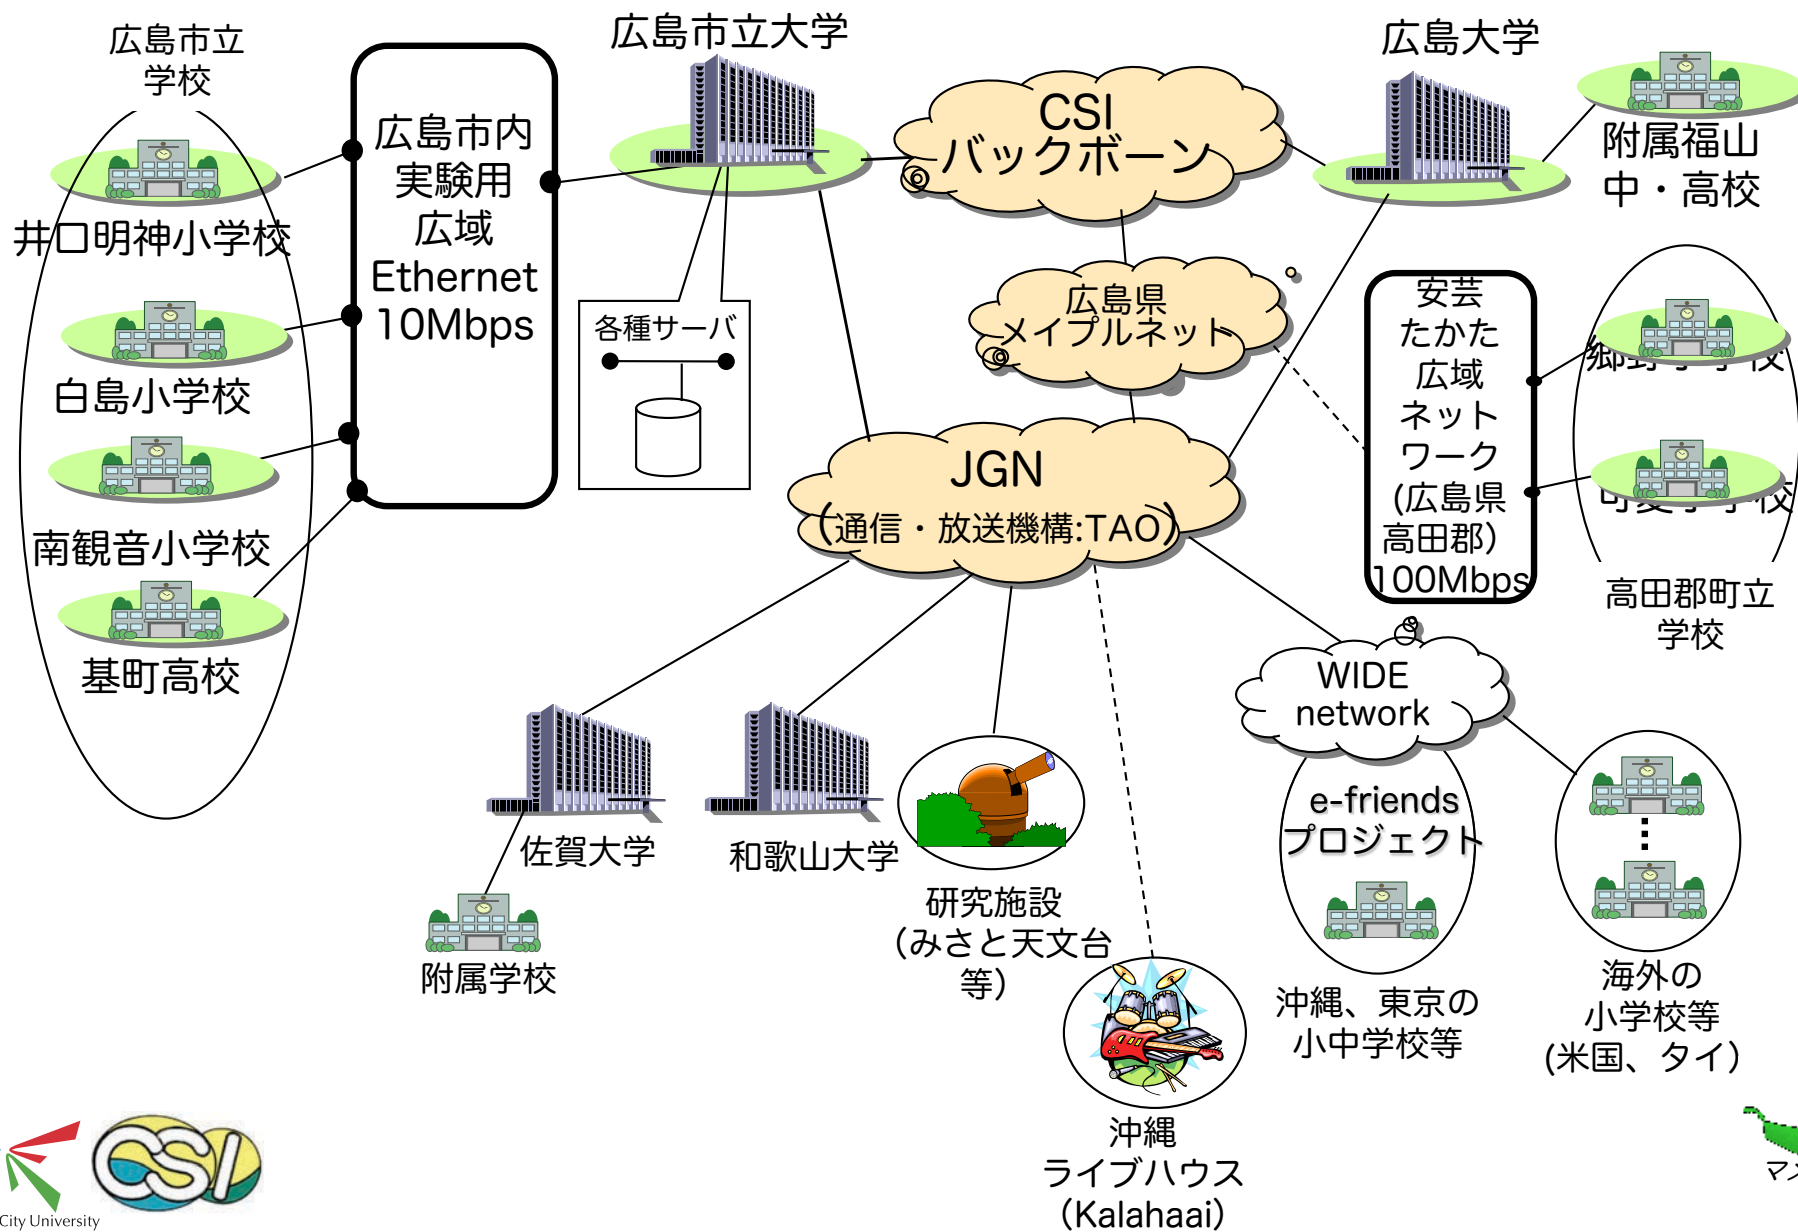 広島市立
学校
井口明神小学校
白島小学校
南観音小学校
基町高校
広島市内
実験用
広域
Ethernet
10Mbps
広島市立大学
各種サーバ
CSI
バックボーン
広島県
メイプルネット
JGN
(通信・放送機構:TAO)
広島大学
附属福山
中・高校
安芸
たかた
広域
ネット
ワーク
(広島県
高田郡)
100Mbps
高田郡町立
学校
佐賀大学
附属学校
和歌山大学
研究施設
(みさと天文台
等)
沖縄
ライブハウス
(Kalahaai)
WIDE
network
e-friends
プロジェクト
沖縄、東京の
小中学校等
海外の
小学校等
(米国、タイ)
CSI
City University